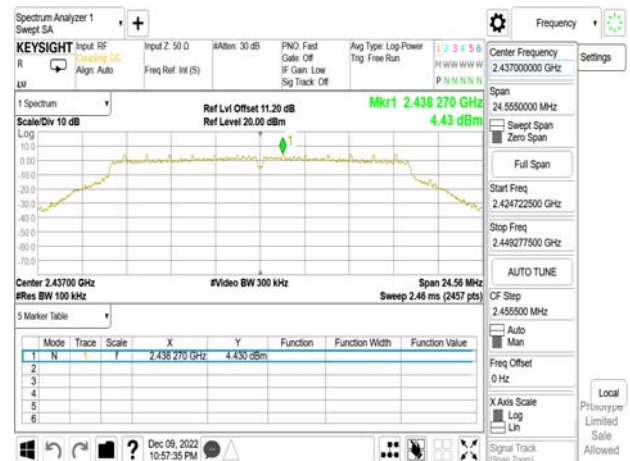 Spectrum Analyzer 1
Swept SA
Frequency
KEYSIGHT
Input: RF
Coupling: DC
Align: Auto
Input Z: 50 Ω
Freq Ref: Int (S)
#Atten: 30 dB
PNO: Fast
Gate: Off
IF Gain: Low
Sig Track: Off
Avg Type: Log-Power
Trig: Free Run
1 2 3 4 5 6
M W W W W W
P N N N N N
R
LXI
Center Frequency
2.437000000 GHz
Settings
1 Spectrum
Scale/Div 10 dB
Ref Lvl Offset 11.20 dB
Ref Level 20.00 dBm
Mkr1 2.438 270 GHz
4.43 dBm
Log
10.0
0.00
-10.0
-20.0
-30.0
-40.0
-50.0
-60.0
-70.0
1
Span
24.5550000 MHz
Swept Span
Zero Span
Full Span
Start Freq
2.424722500 GHz
Stop Freq
2.449277500 GHz
AUTO TUNE
Center 2.43700 GHz
#Res BW 100 kHz
#Video BW 300 kHz
Span 24.56 MHz
Sweep 2.46 ms (2457 pts)
CF Step
2.455500 MHz
Auto
Man
Freq Offset
0 Hz
X Axis Scale
Log
Lin
Signal Track
(Span Zoom)
5 Marker Table
Mode Trace Scale X Y Function Function Width Function Value
1 N 1 f 2.438 270 GHz 4.430 dBm
2
3
4
5
6
Local
Prototype
Limited
Sale
Allowed
?
Dec 09, 2022
10:57:35 PM